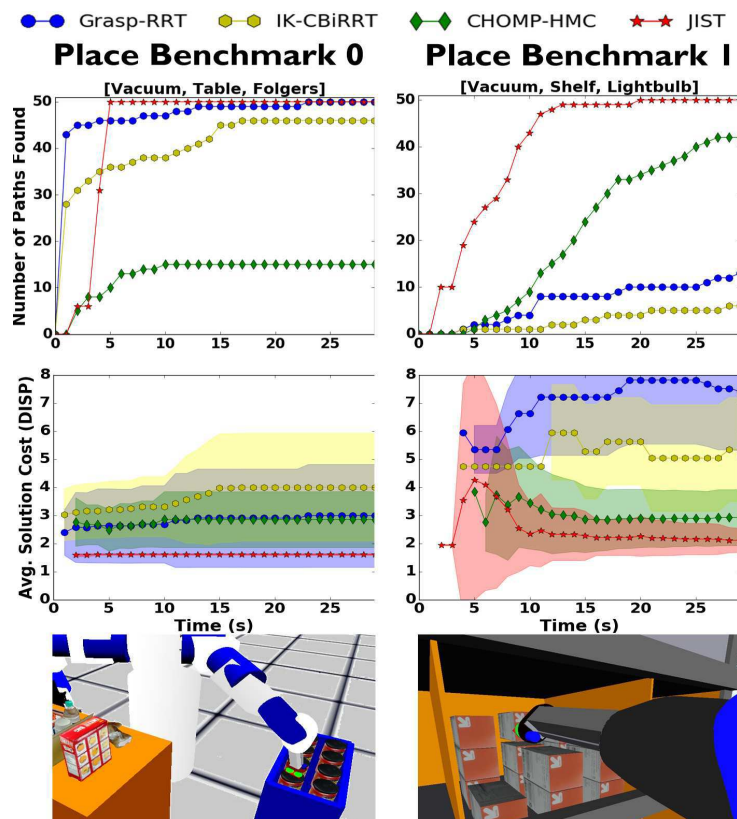 Grasp-RRT IK-CBiRRT CHOMP-HMC JIST
Place Benchmark 0 Place Benchmark 1
[Vacuum, Table, Folgers] [Vacuum, Shelf, Lightbulb]
Number of Paths Found
50
40
30
20
10
0
0 5 10 15 20 25
50
40
30
20
10
0
0 5 10 15 20 25
Avg. Solution Cost (DISP)
8
7
6
5
4
3
2
1
0
0 5 10 15 20 25
Time (s)
8
7
6
5
4
3
2
1
0
0 5 10 15 20 25
Time (s)